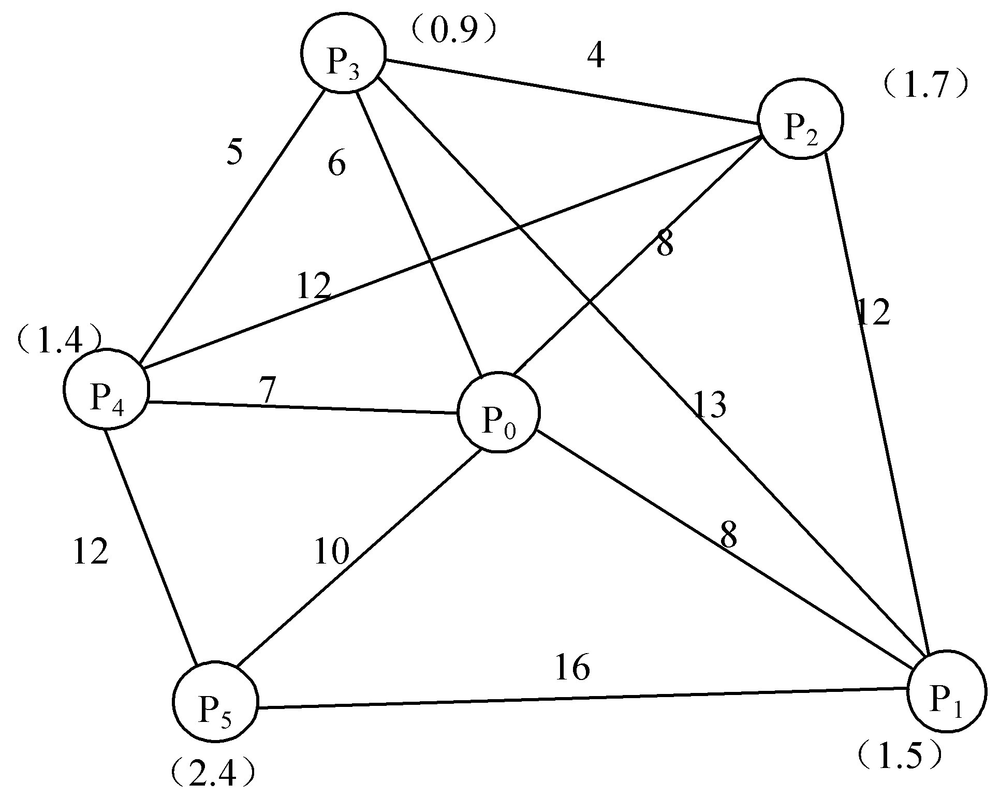 （0.9）
P₃
4
（1.7）
P₂
5
6
8
12
12
（1.4）
P₄
7
P₀
13
12
10
8
16
P₅
P₁
（2.4）
（1.5）